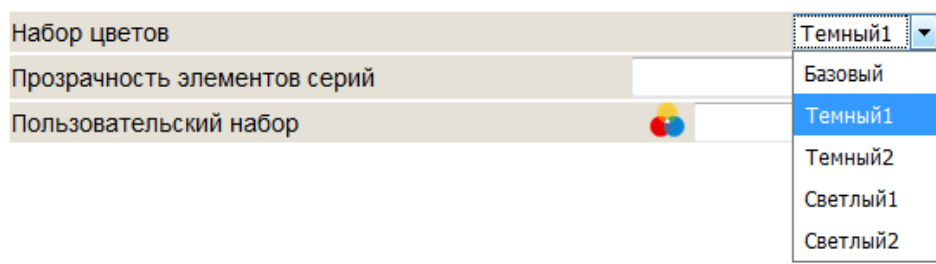 Набор цветов Темный1
Прозрачность элементов серий Базовый
Темный1
Пользовательский набор
Темный2
Светлый1
Светлый2